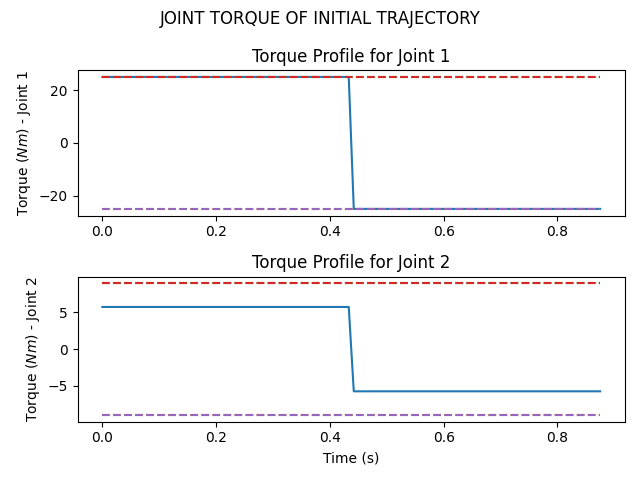 JOINT TORQUE OF INITIAL TRAJECTORY
Torque Profile for Joint 1
Torque (Nm) - Joint 1
20
0
−20
0.0 0.2 0.4 0.6 0.8
Torque Profile for Joint 2
Torque (Nm) - Joint 2
5
0
−5
0.0 0.2 0.4 0.6 0.8
Time (s)